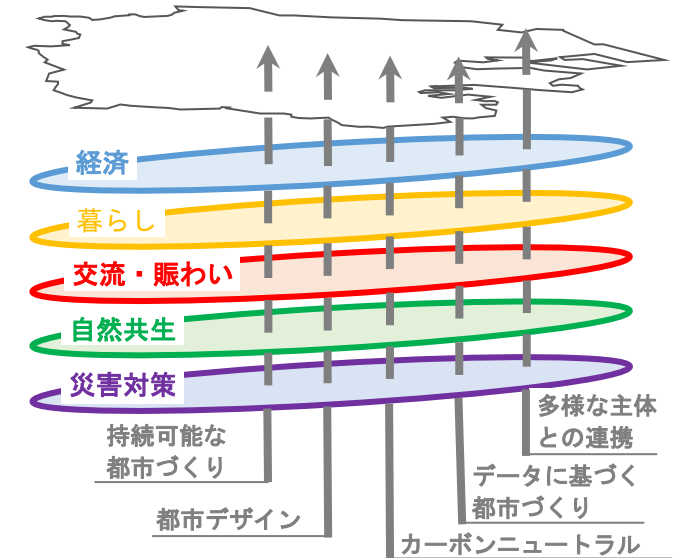 経済
暮らし
交流・賑わい
自然共生
災害対策
多様な主体
との連携
持続可能な
都市づくり
データに基づく
都市づくり
都市デザイン
カーボンニュートラル